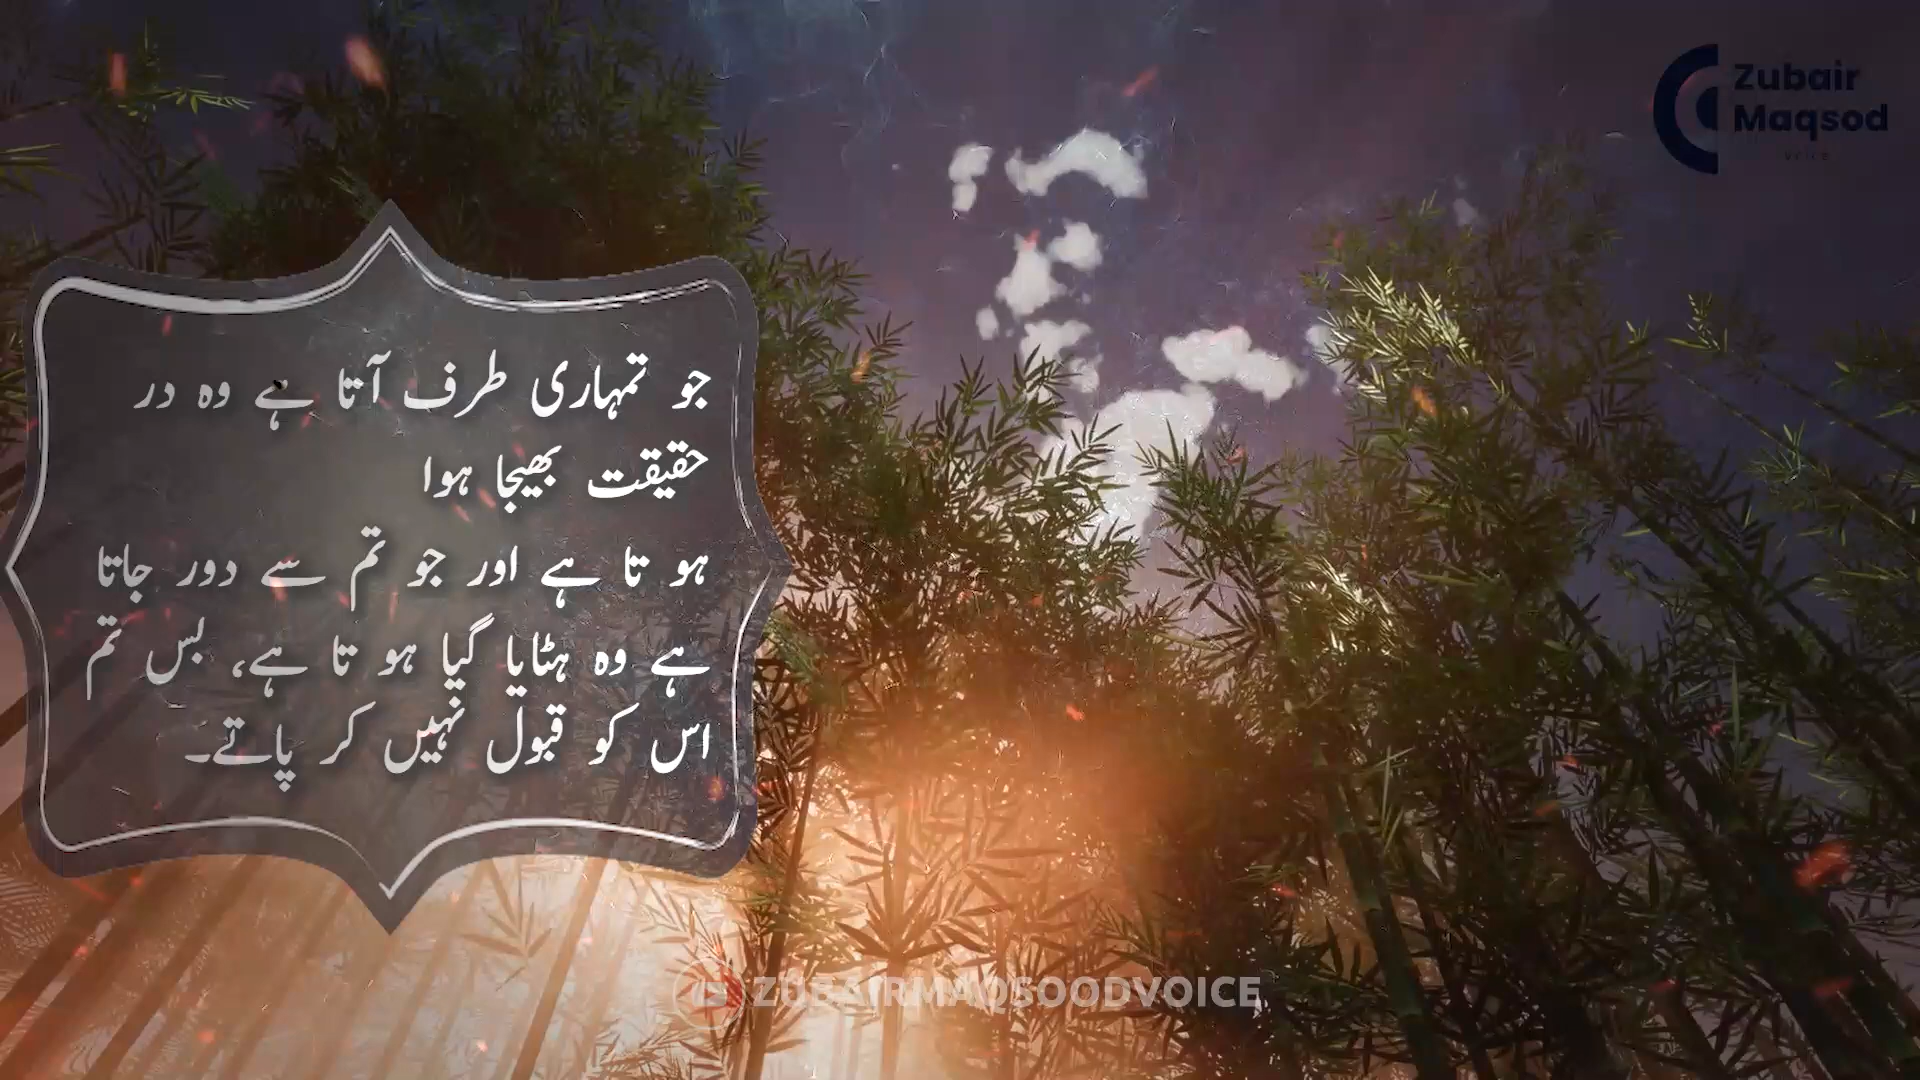 Zubair
Maqsod
voice
جو تمہاری طرف آتا ہے وہ در
حقیقت بھیجا ہوا
ہو تا ہے اور جو تم سے دور جاتا
ہے وہ ہٹایا گیا ہو تا ہے، بس تم
اس کو قبول نہیں کر پاتے۔
ZUBAIRMAQSOODVOICE